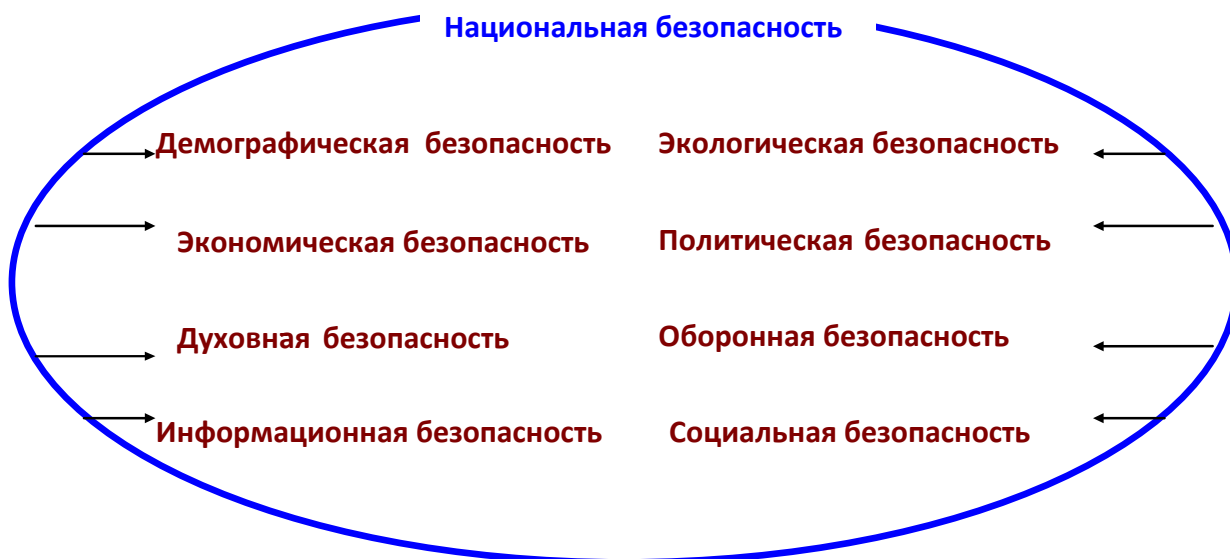 Национальная безопасность
Демографическая безопасность
Экологическая безопасность
Экономическая безопасность
Политическая безопасность
Духовная безопасность
Оборонная безопасность
Информационная безопасность
Социальная безопасность